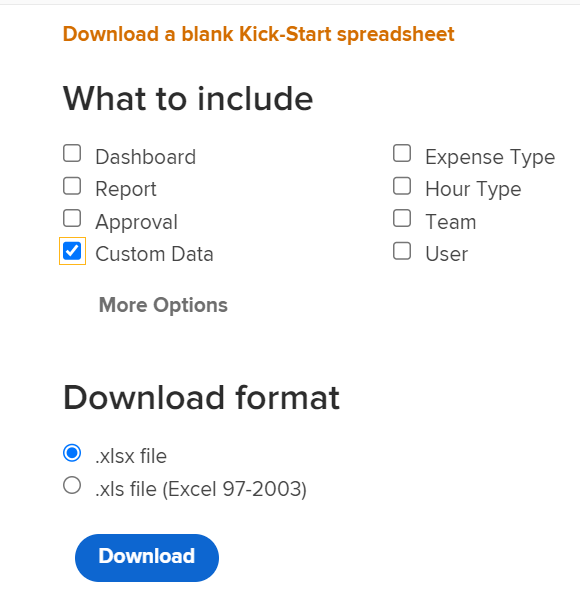 Download a blank Kick-Start spreadsheet
What to include
Dashboard
Report
Approval
Custom Data
Expense Type
Hour Type
Team
User
More Options
Download format
.xlsx file
.xls file (Excel 97-2003)
Download